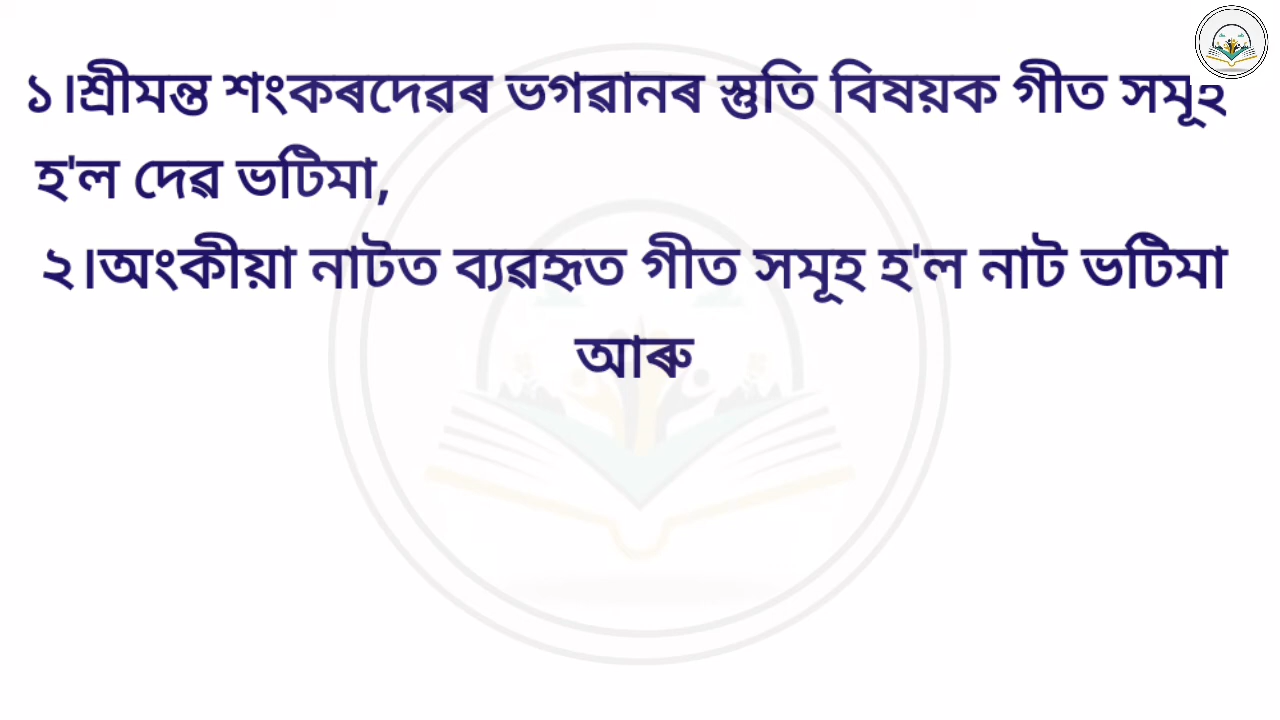 ১।শ্ৰীমন্ত শংকৰদেৱৰ ভগৱানৰ স্তুতি বিষয়ক গীত সমূহ
হ'ল দেৱ ভটিমা,
২।অংকীয়া নাটত ব্যৱহৃত গীত সমূহ হ'ল নাট ভটিমা
আৰু